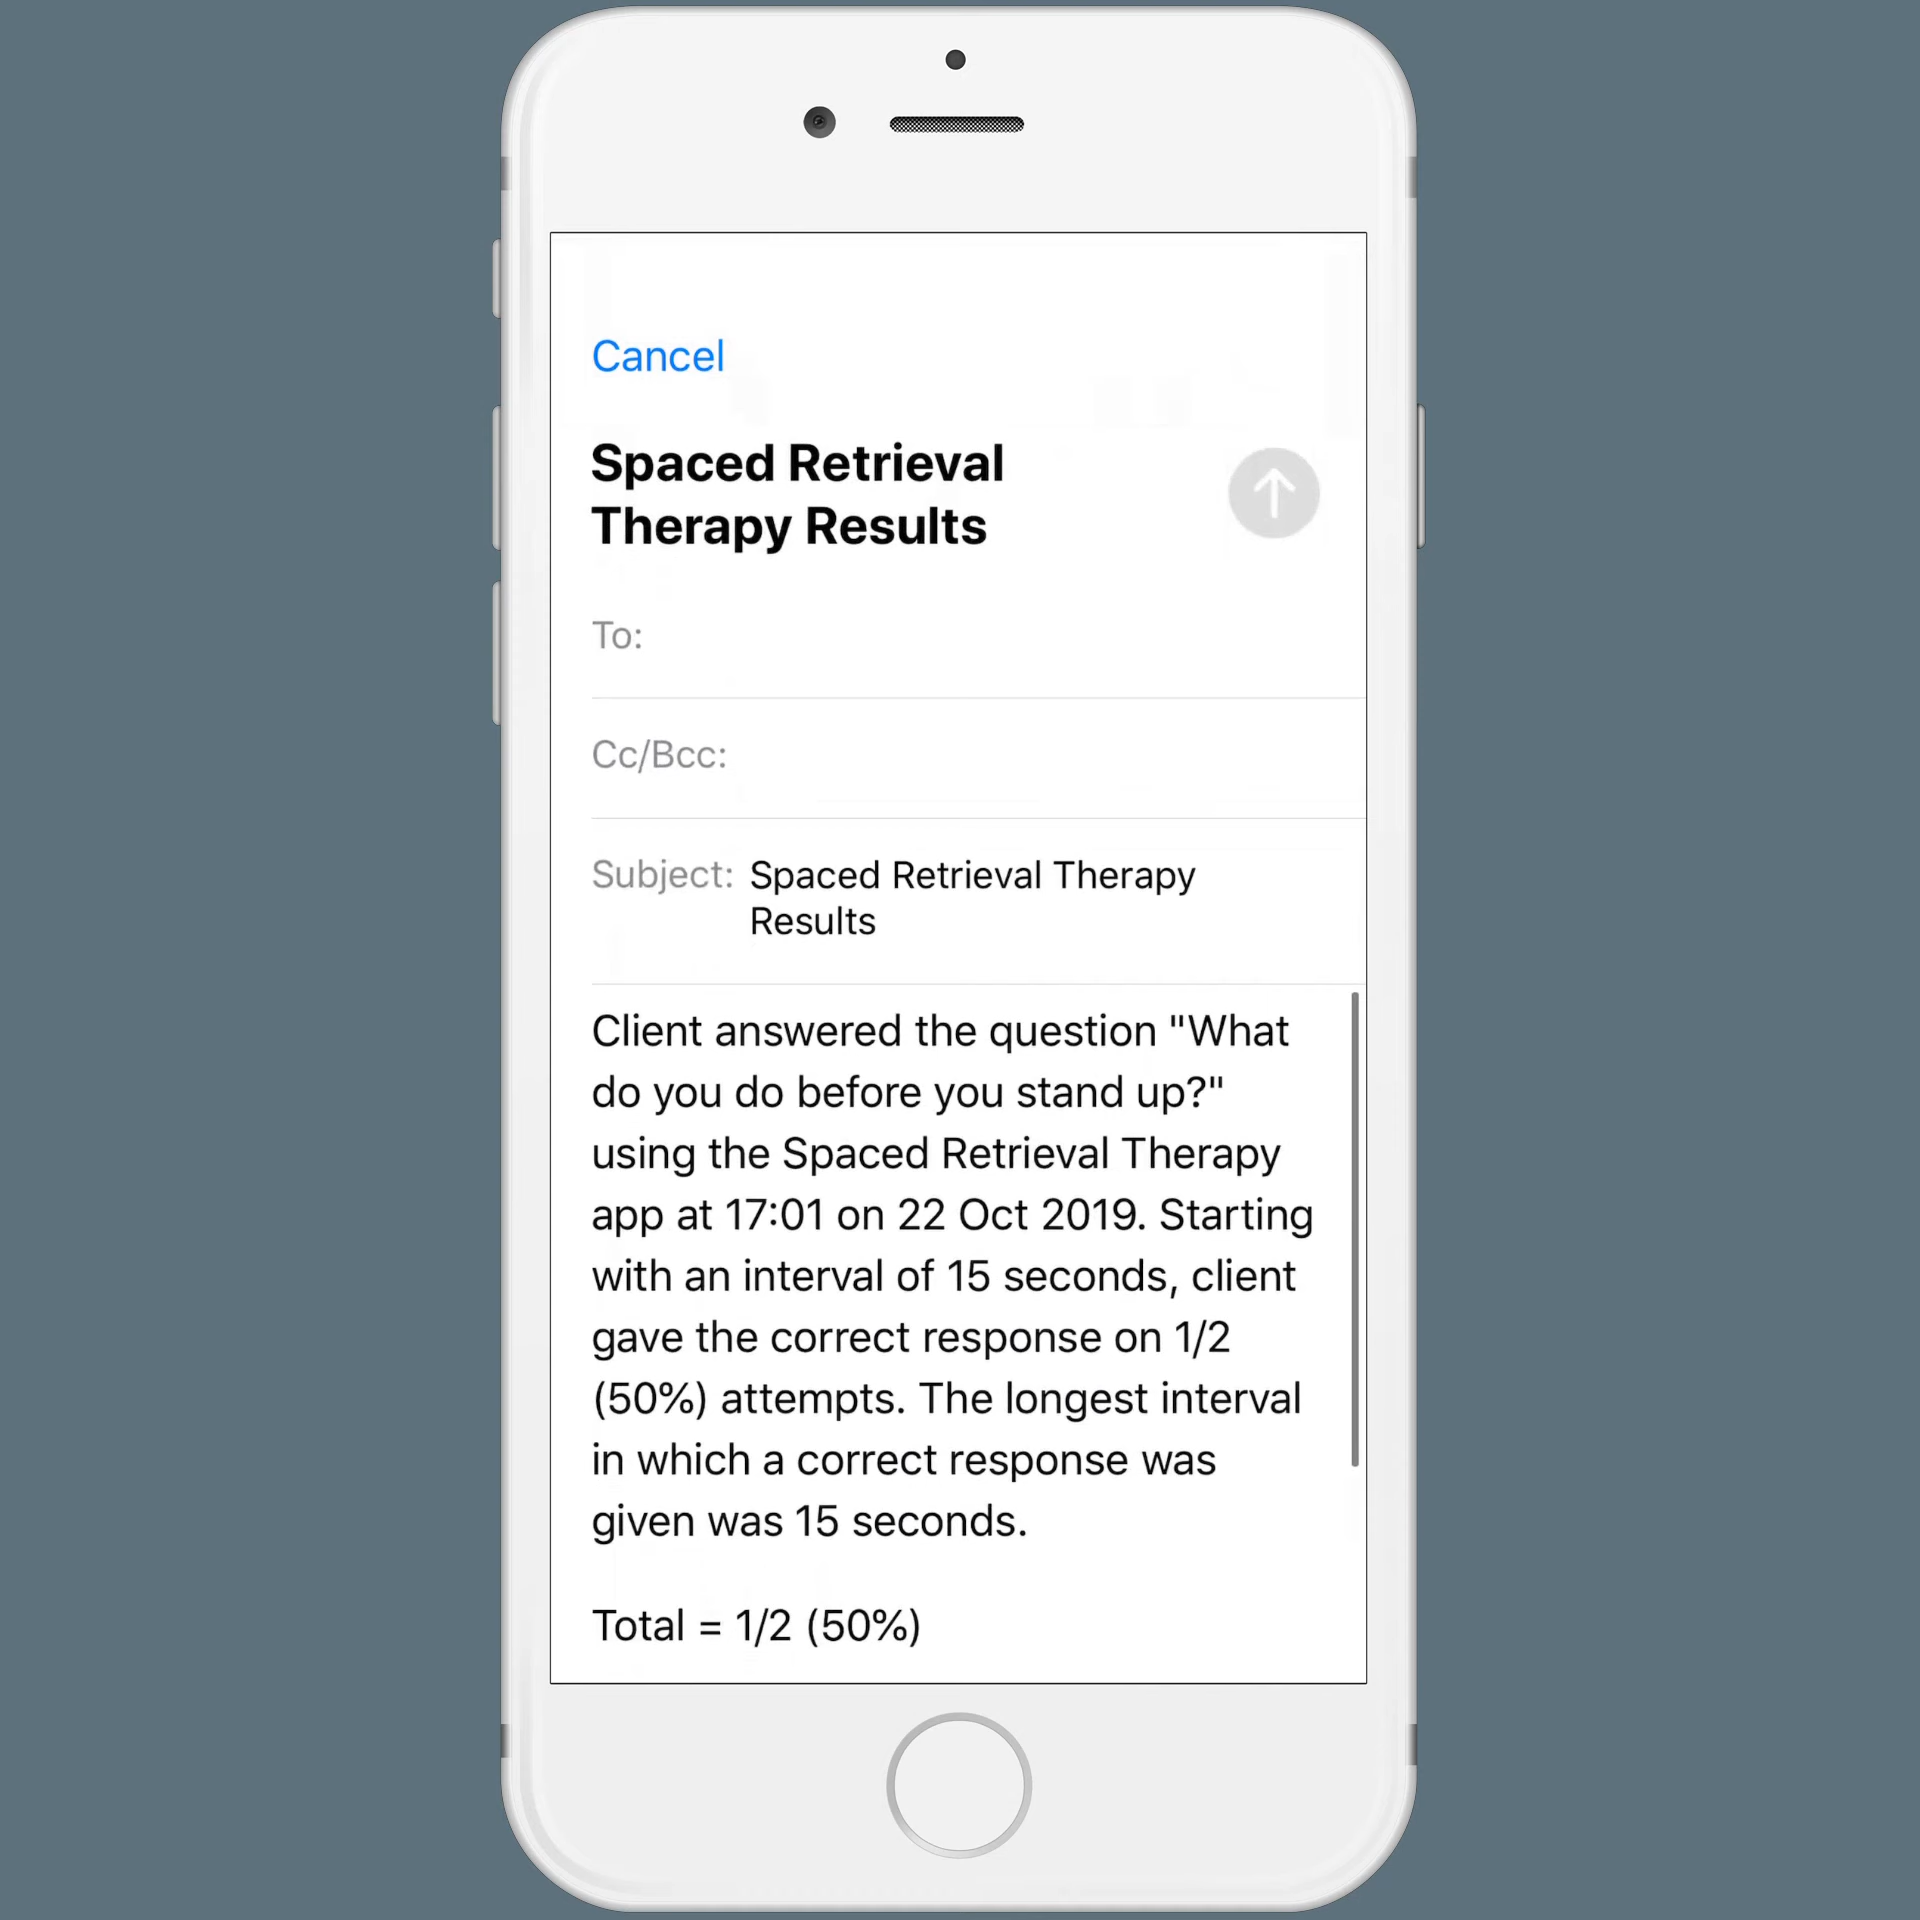 Cancel
Spaced Retrieval
Therapy Results
To:
Cc/Bcc:
Subject: Spaced Retrieval Therapy
Results
Client answered the question "What
do you do before you stand up?"
using the Spaced Retrieval Therapy
app at 17:01 on 22 Oct 2019. Starting
with an interval of 15 seconds, client
gave the correct response on 1/2
(50%) attempts. The longest interval
in which a correct response was
given was 15 seconds.
Total = 1/2 (50%)